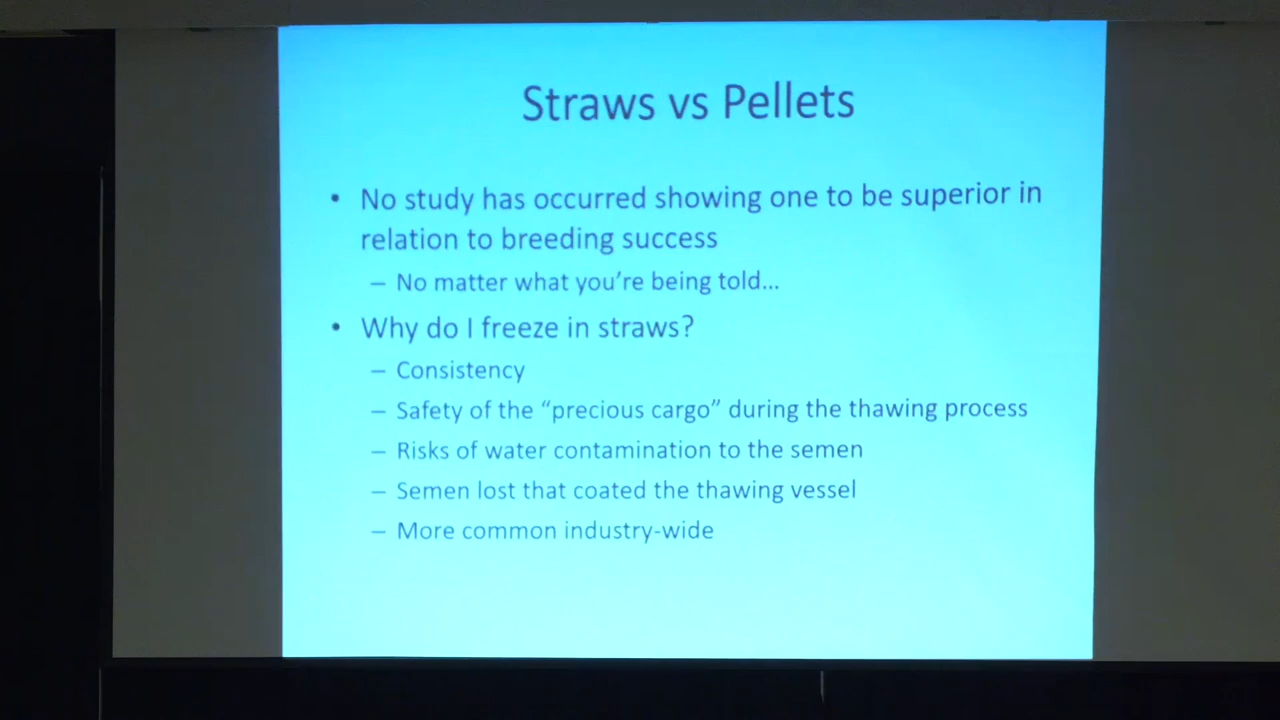 Straws vs Pellets
• No study has occurred showing one to be superior in
relation to breeding success
– No matter what you're being told...
• Why do I freeze in straws?
– Consistency
– Safety of the “precious cargo” during the thawing process
– Risks of water contamination to the semen
– Semen lost that coated the thawing vessel
– More common industry-wide